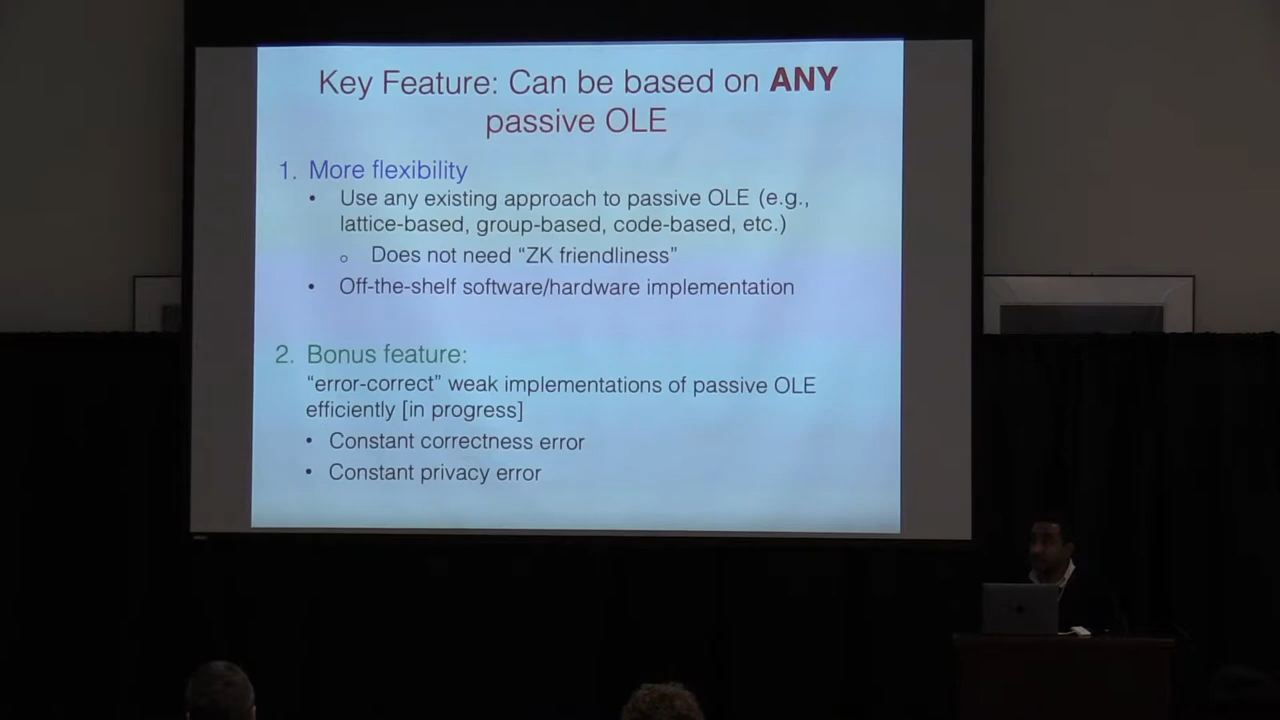 Key Feature: Can be based on ANY
passive OLE
1. More flexibility
• Use any existing approach to passive OLE (e.g.,
lattice-based, group-based, code-based, etc.)
○ Does not need “ZK friendliness”
• Off-the-shelf software/hardware implementation
2. Bonus feature:
“error-correct” weak implementations of passive OLE
efficiently [in progress]
• Constant correctness error
• Constant privacy error